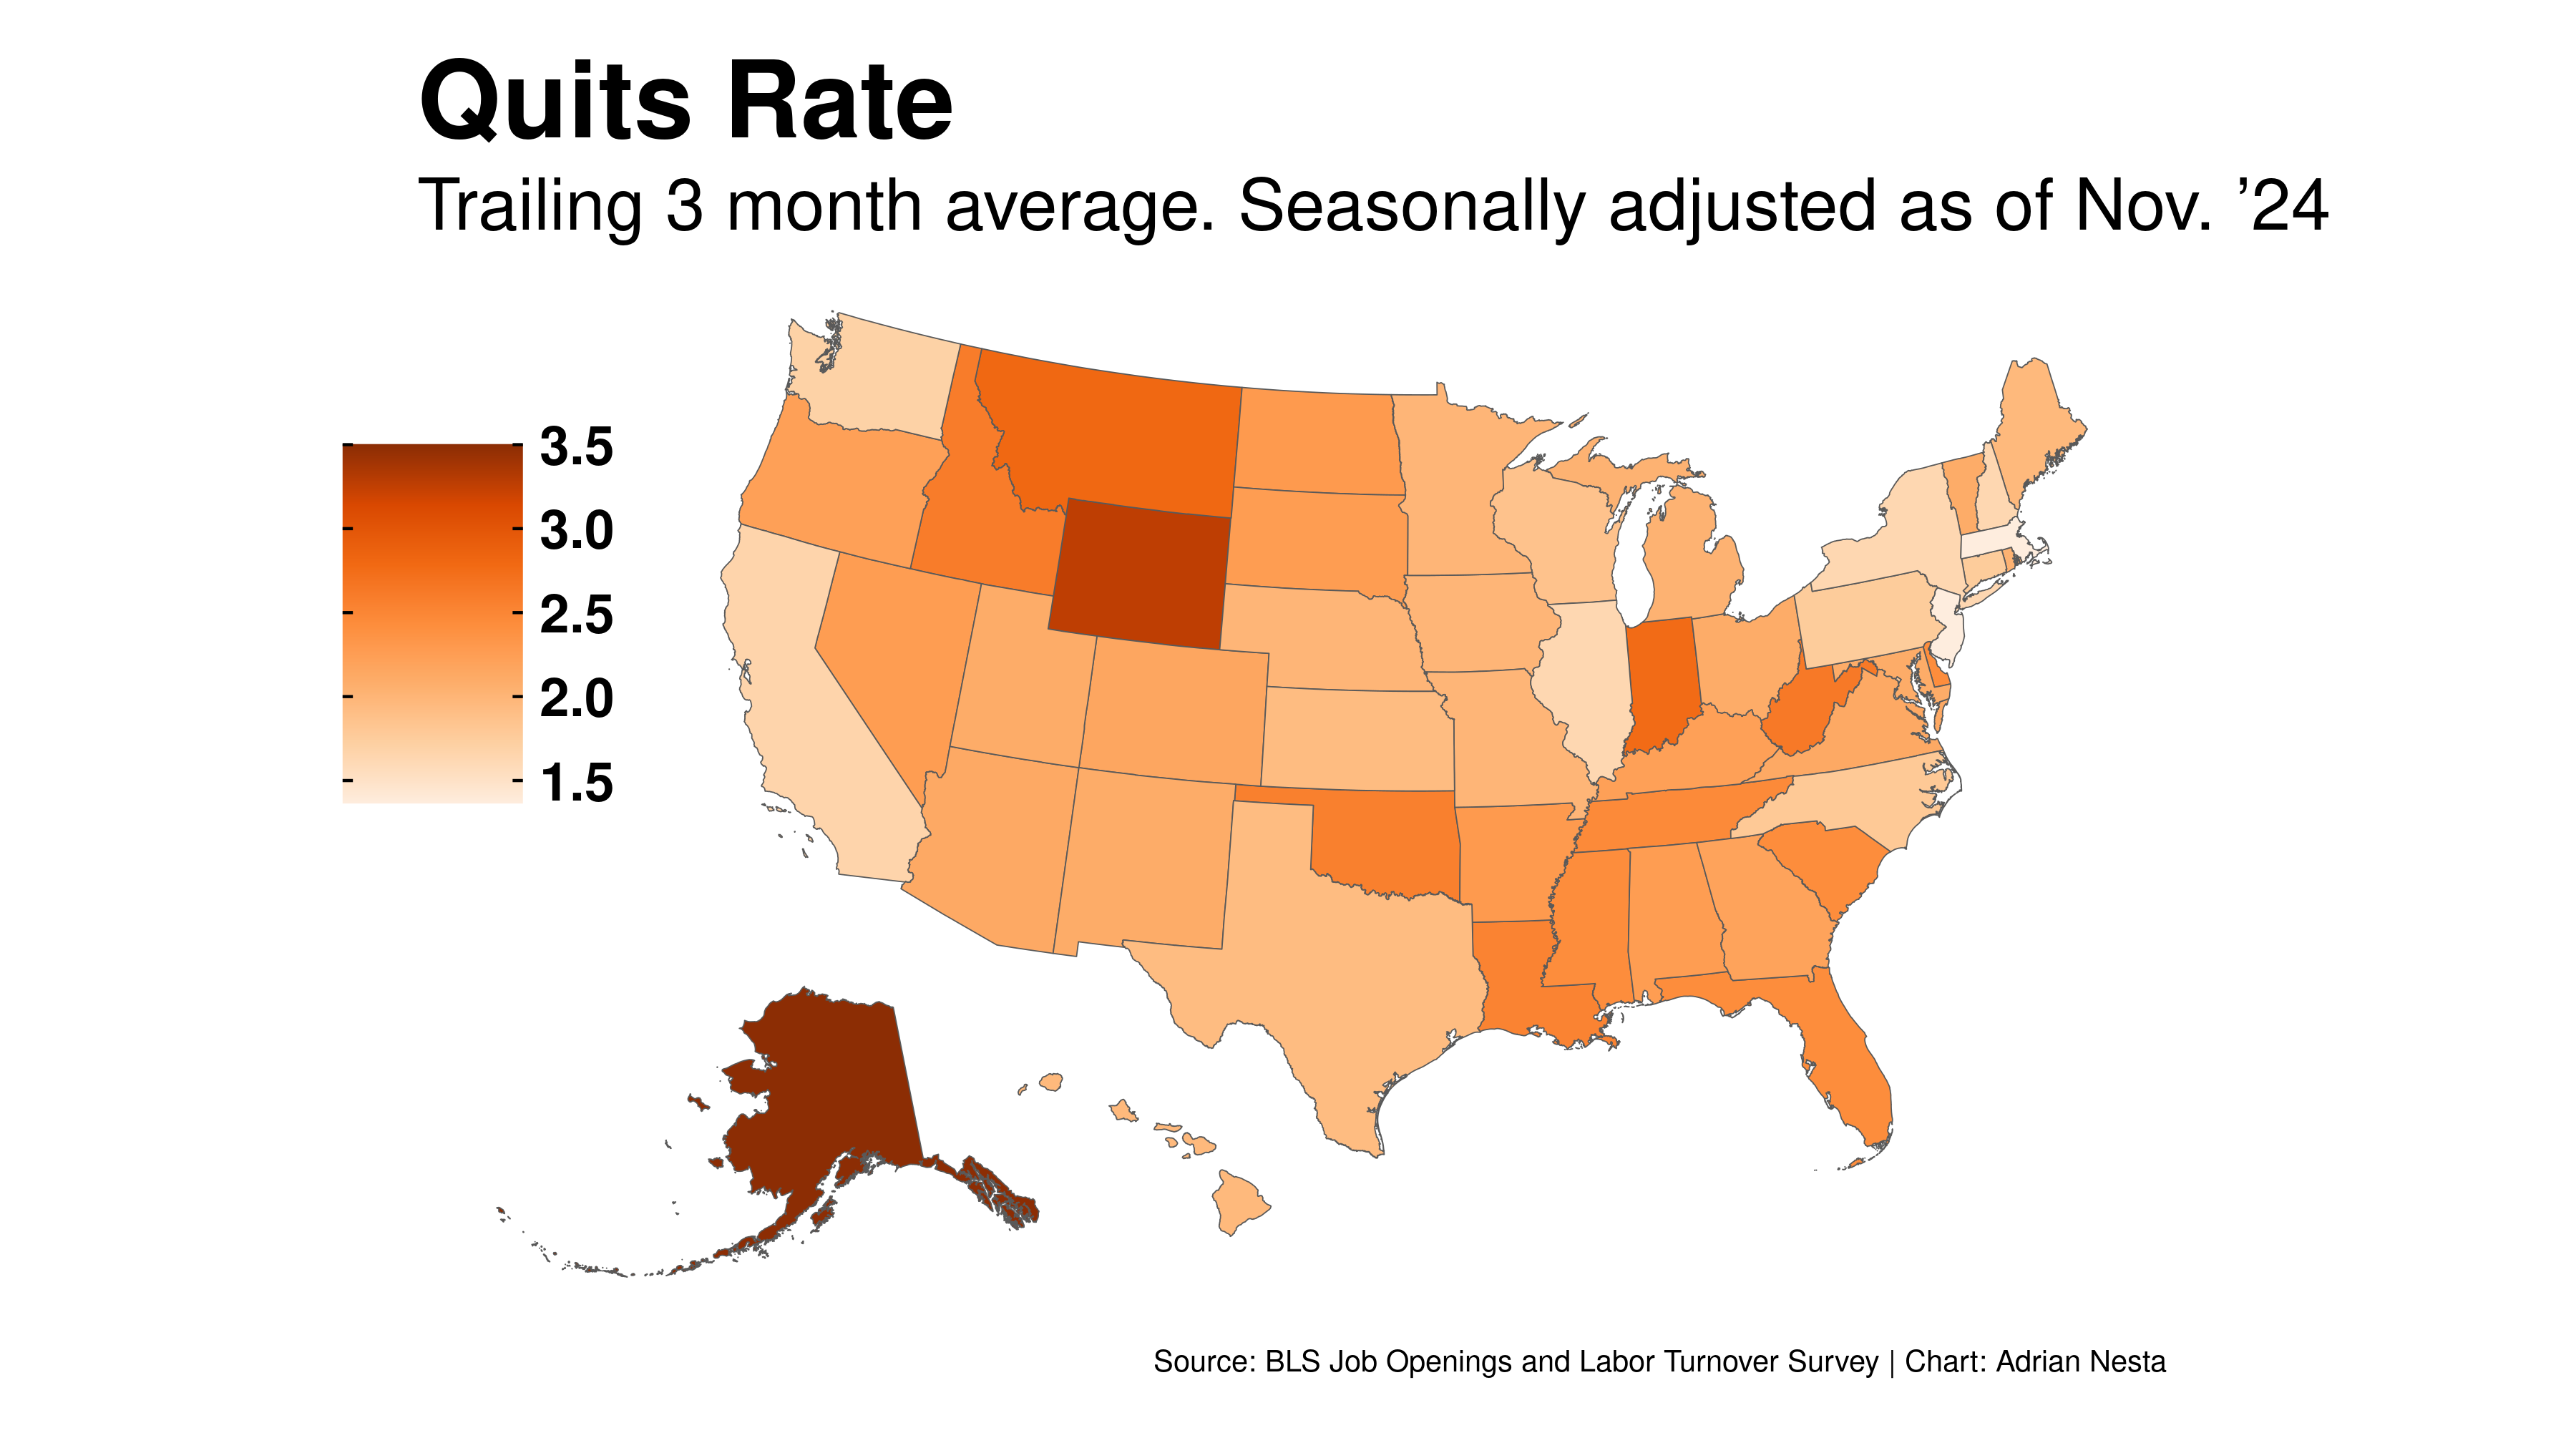 Quits Rate
Trailing 3 month average. Seasonally adjusted as of Nov. ’24
3.5
3.0
2.5
2.0
1.5
Source: BLS Job Openings and Labor Turnover Survey | Chart: Adrian Nesta